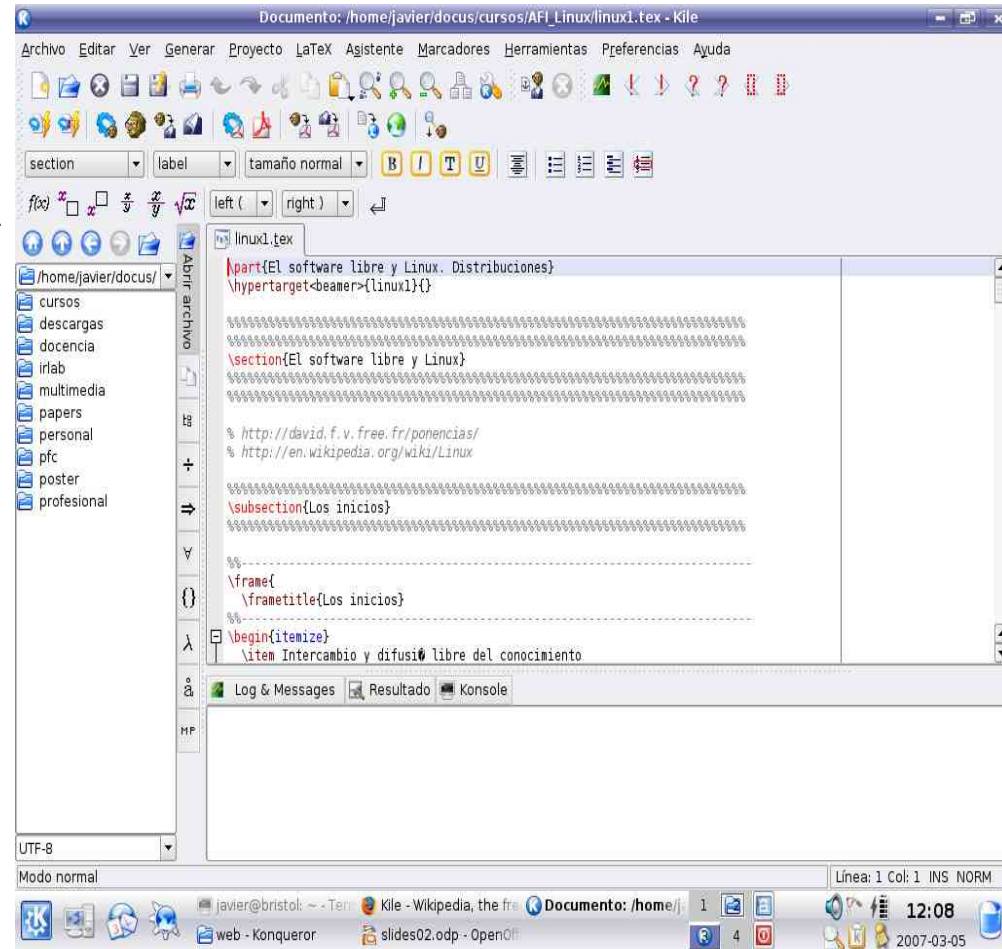 Documento: /home/javier/docus/cursos/AFI_Linux/linux1.tex - Kile
Archivo Editar Ver Generar Proyecto LaTeX Asistente Marcadores Herramientas Preferencias Ayuda
section label tamaño normal B I T U
f(x) left ( right )
linux1.tex
/home/javier/docus/
Abrir archivo
cursos
descargas
docencia
irlab
multimedia
papers
personal
pfc
poster
profesional
\part{El software libre y Linux. Distribuciones}
\hypertarget<beamer>{linux1}{}
\section{El software libre y Linux}
% http://david.f.v.free.fr/ponencias/
% http://en.wikipedia.org/wiki/Linux
\subsection{Los inicios}
%%--------------------------------------------------------------------------
\frame{
\frametitle{Los inicios}
%%--------------------------------------------------------------------------
\begin{itemize}
\item Intercambio y difusi� libre del conocimiento
Log & Messages Resultado Konsole
MP
UTF-8
Modo normal
Línea: 1 Col: 1 INS NORM
javier@bristol: ~ - Ter Kile - Wikipedia, the fre Documento: /home/j 1
web - Konqueror slides02.odp - OpenOf 3 4
12:08
2007-03-05